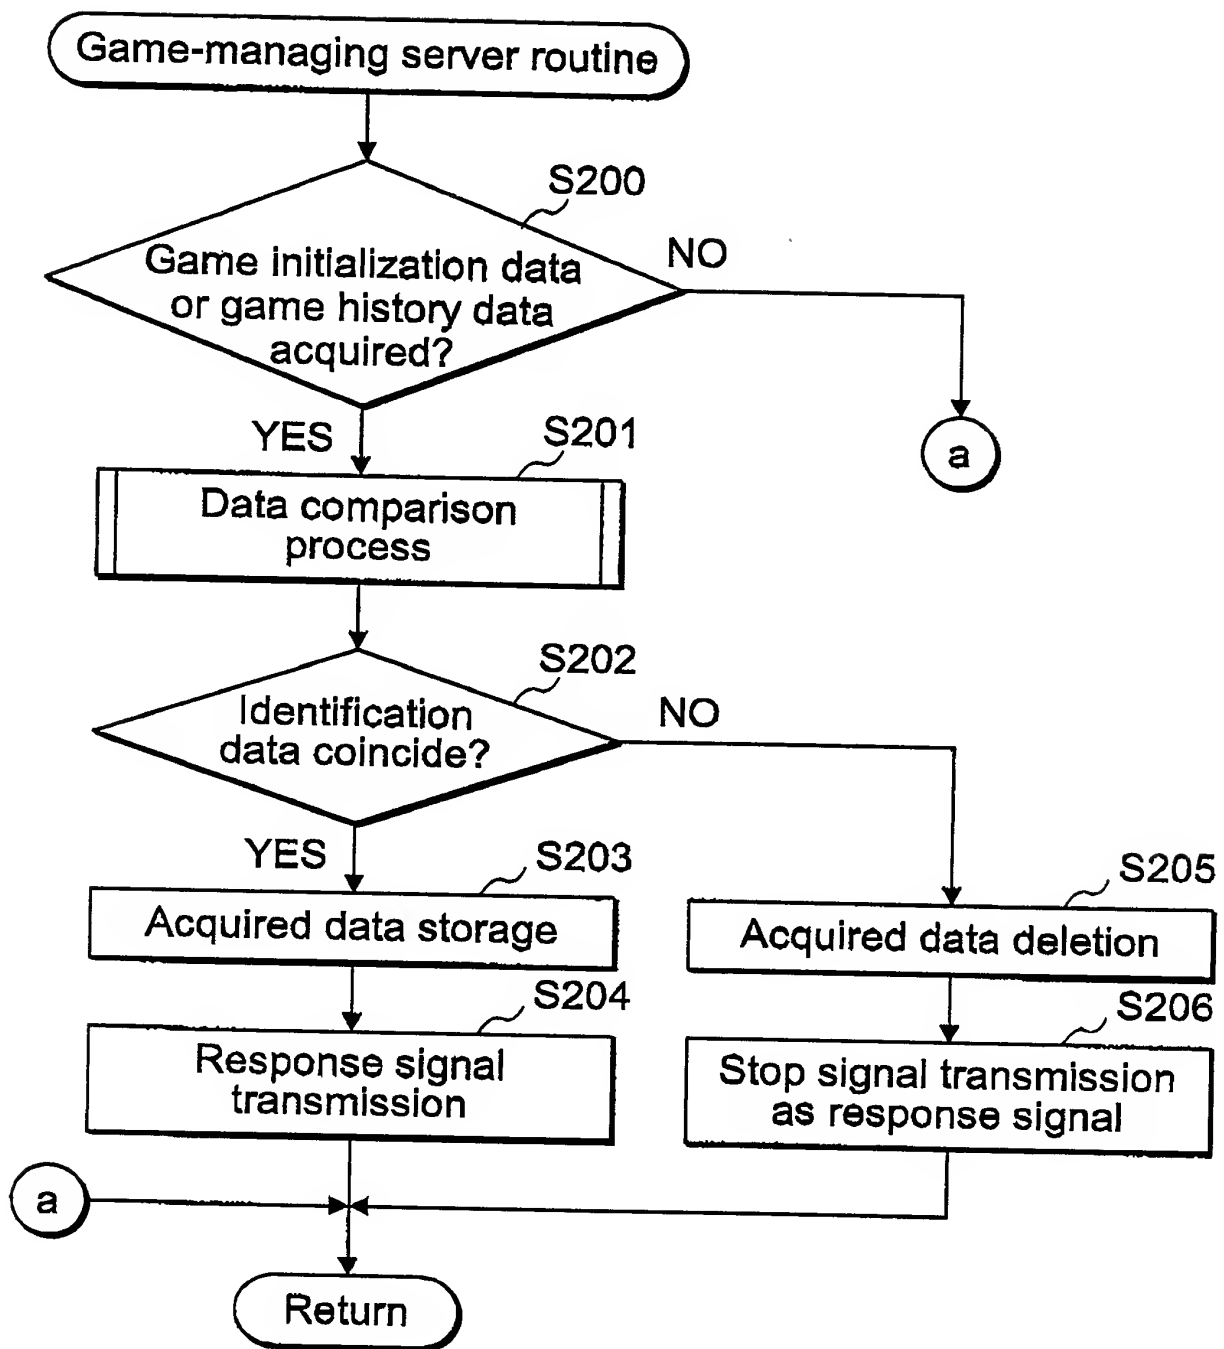 Game-managing server routine
S200
Game initialization data
or game history data
acquired?
NO
a
YES
S201
Data comparison
process
S202
Identification
data coincide?
NO
YES
S203
Acquired data storage
S205
Acquired data deletion
S204
Response signal
transmission
S206
Stop signal transmission
as response signal
a
Return